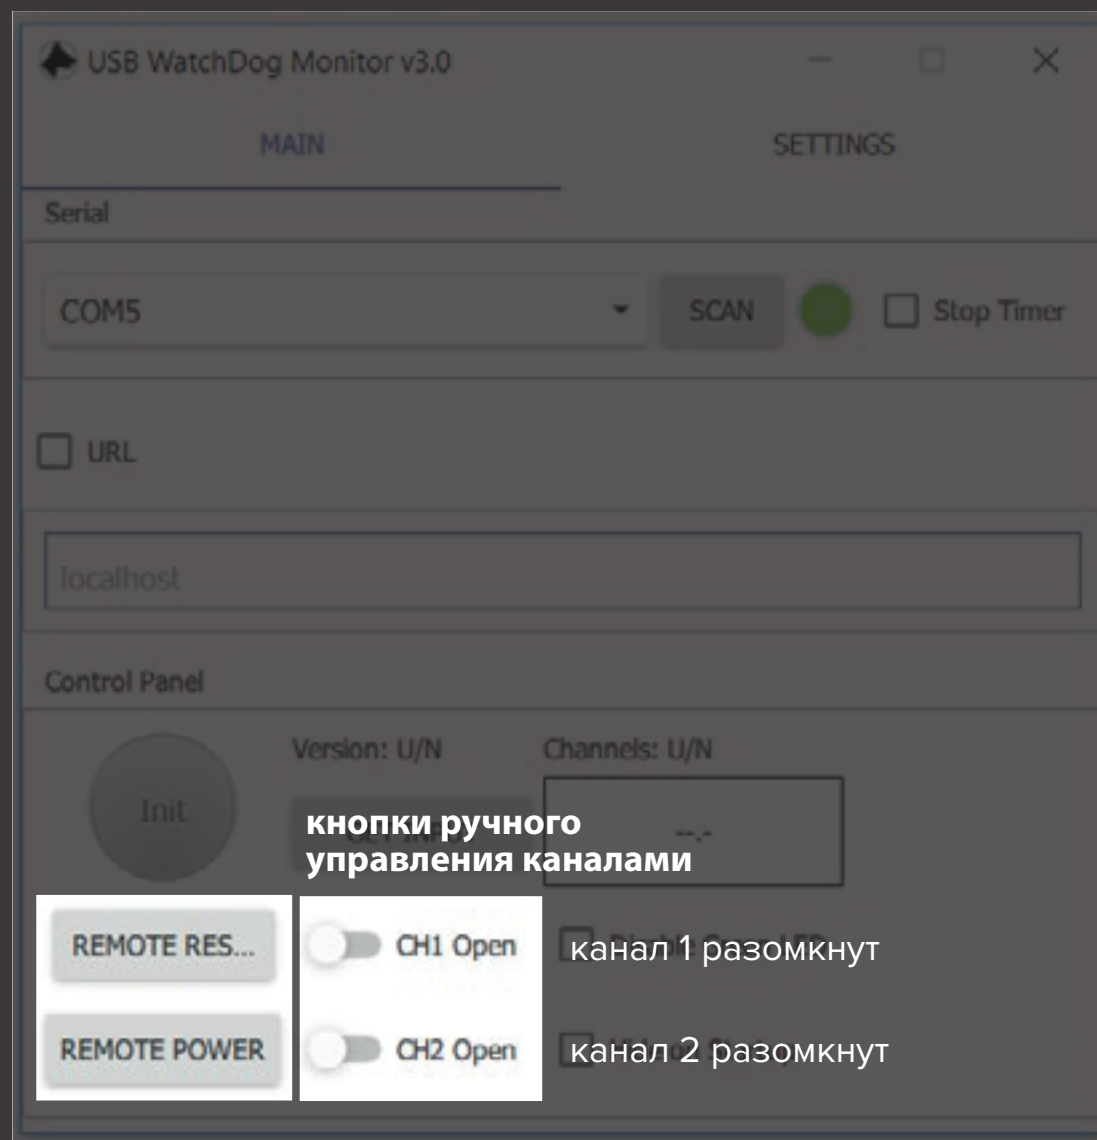 USB WatchDog Monitor v3.0
MAIN
SETTINGS
Serial
COM5
SCAN
Stop Timer
URL
localhost
Control Panel
Init
Version: U/N
Channels: U/N
--.-
кнопки ручного
управления каналами
REMOTE RES...
CH1 Open
канал 1 разомкнут
REMOTE POWER
CH2 Open
канал 2 разомкнут